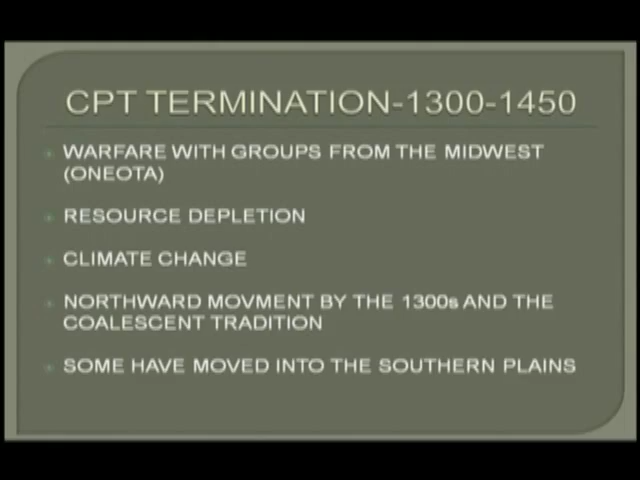 CPT TERMINATION-1300-1450
WARFARE WITH GROUPS FROM THE MIDWEST
(ONEOTA)
RESOURCE DEPLETION
CLIMATE CHANGE
NORTHWARD MOVMENT BY THE 1300s AND THE
COALESCENT TRADITION
SOME HAVE MOVED INTO THE SOUTHERN PLAINS